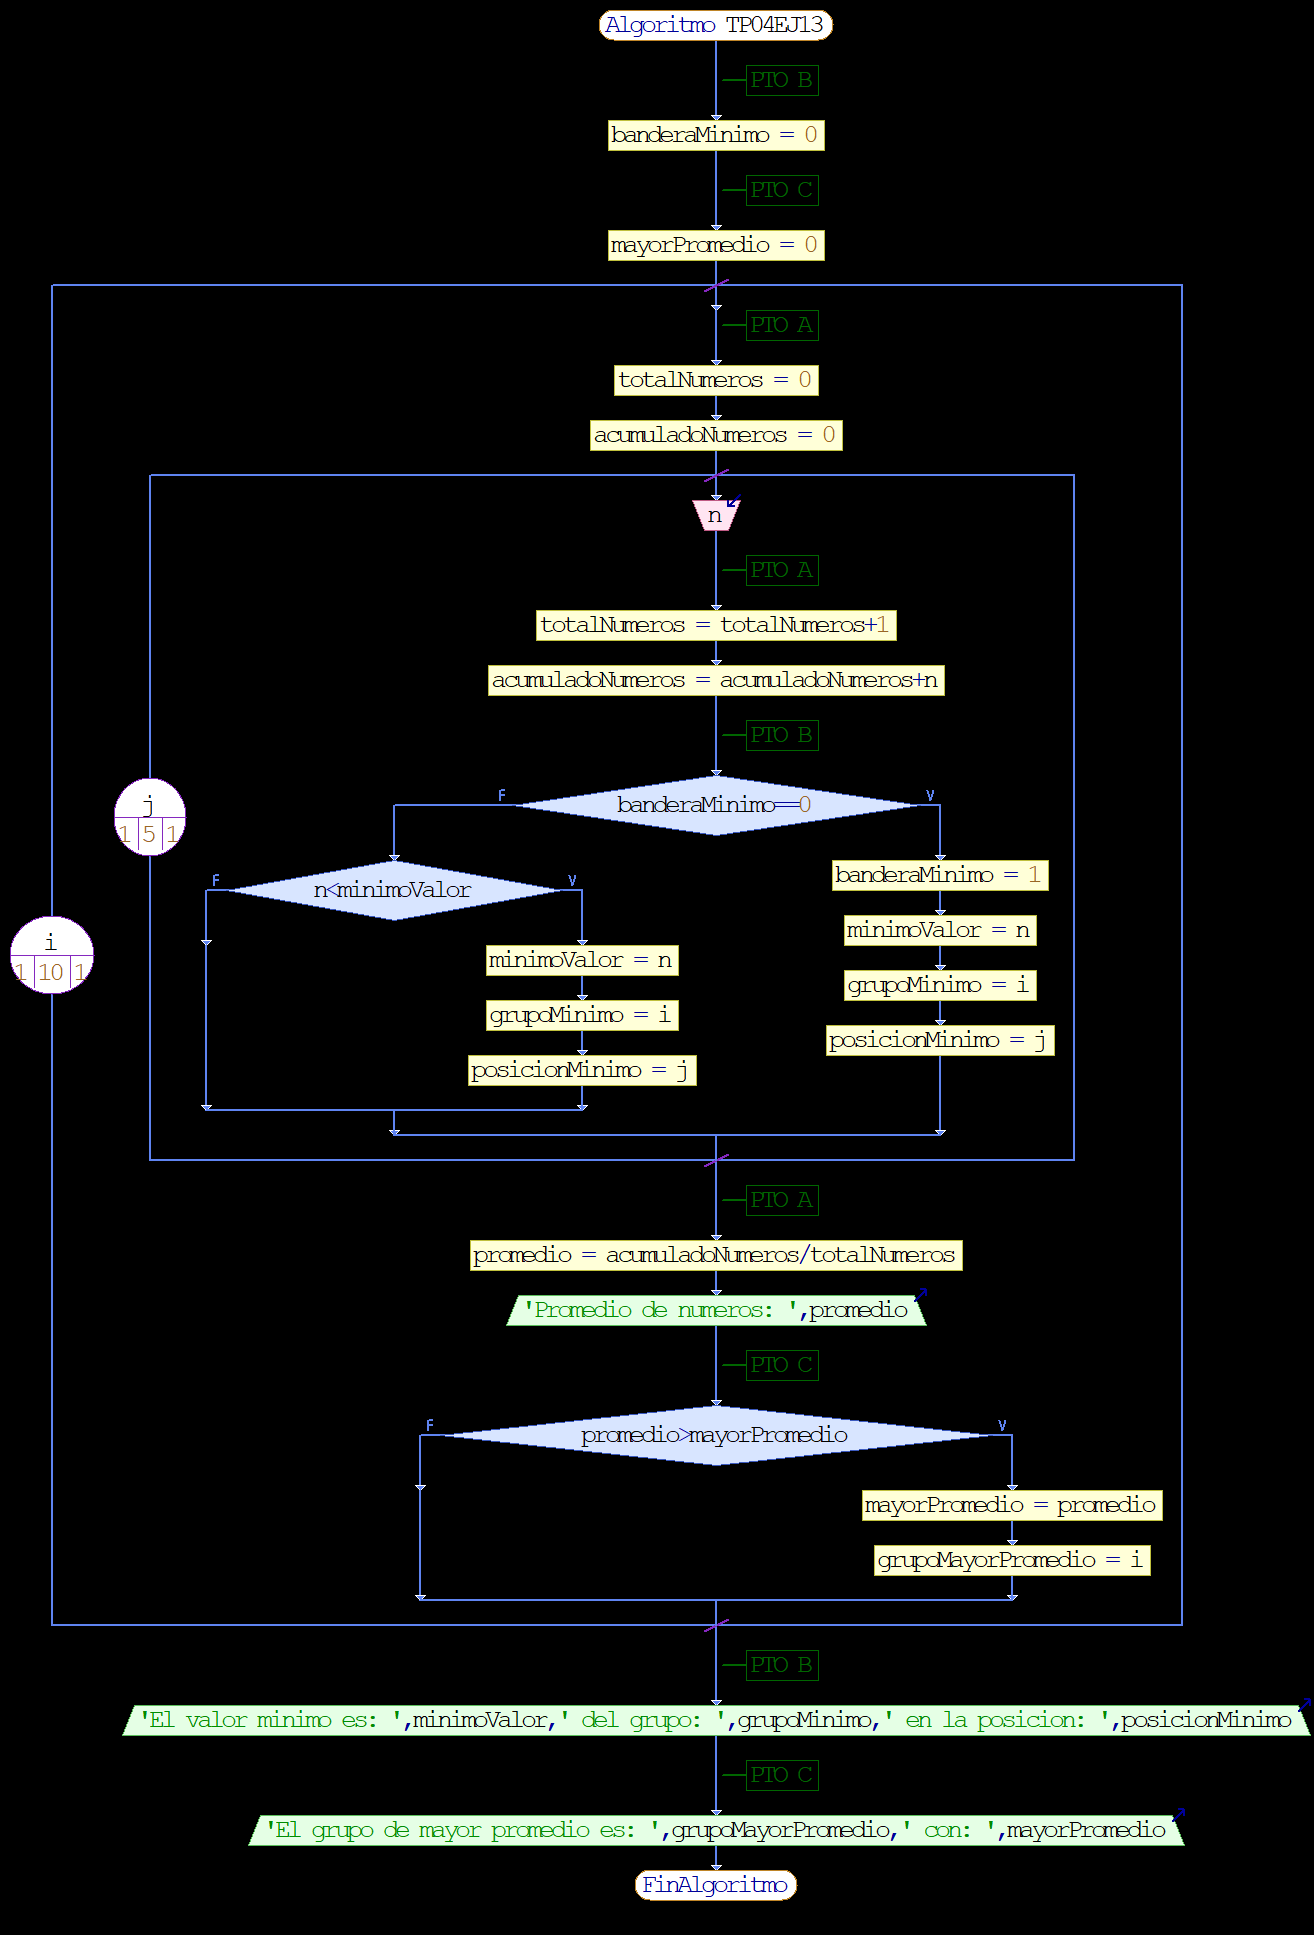 Algoritmo TP04EJ13
PTO B
banderaMinimo = 0
PTO C
mayorPromedio = 0
PTO A
totalNumeros = 0
acumuladoNumeros = 0
n
PTO A
totalNumeros = totalNumeros+1
acumuladoNumeros = acumuladoNumeros+n
PTO B
F
banderaMinimo==0
V
j
1 5 1
F
n<minimoValor
V
banderaMinimo = 1
minimoValor = n
i
1 10 1
minimoValor = n
grupoMinimo = i
grupoMinimo = i
posicionMinimo = j
posicionMinimo = j
PTO A
promedio = acumuladoNumeros/totalNumeros
'Promedio de numeros: ',promedio
PTO C
F
promedio>mayorPromedio
V
mayorPromedio = promedio
grupoMayorPromedio = i
PTO B
'El valor minimo es: ',minimoValor,' del grupo: ',grupoMinimo,' en la posicion: ',posicionMinimo
PTO C
'El grupo de mayor promedio es: ',grupoMayorPromedio,' con: ',mayorPromedio
FinAlgoritmo